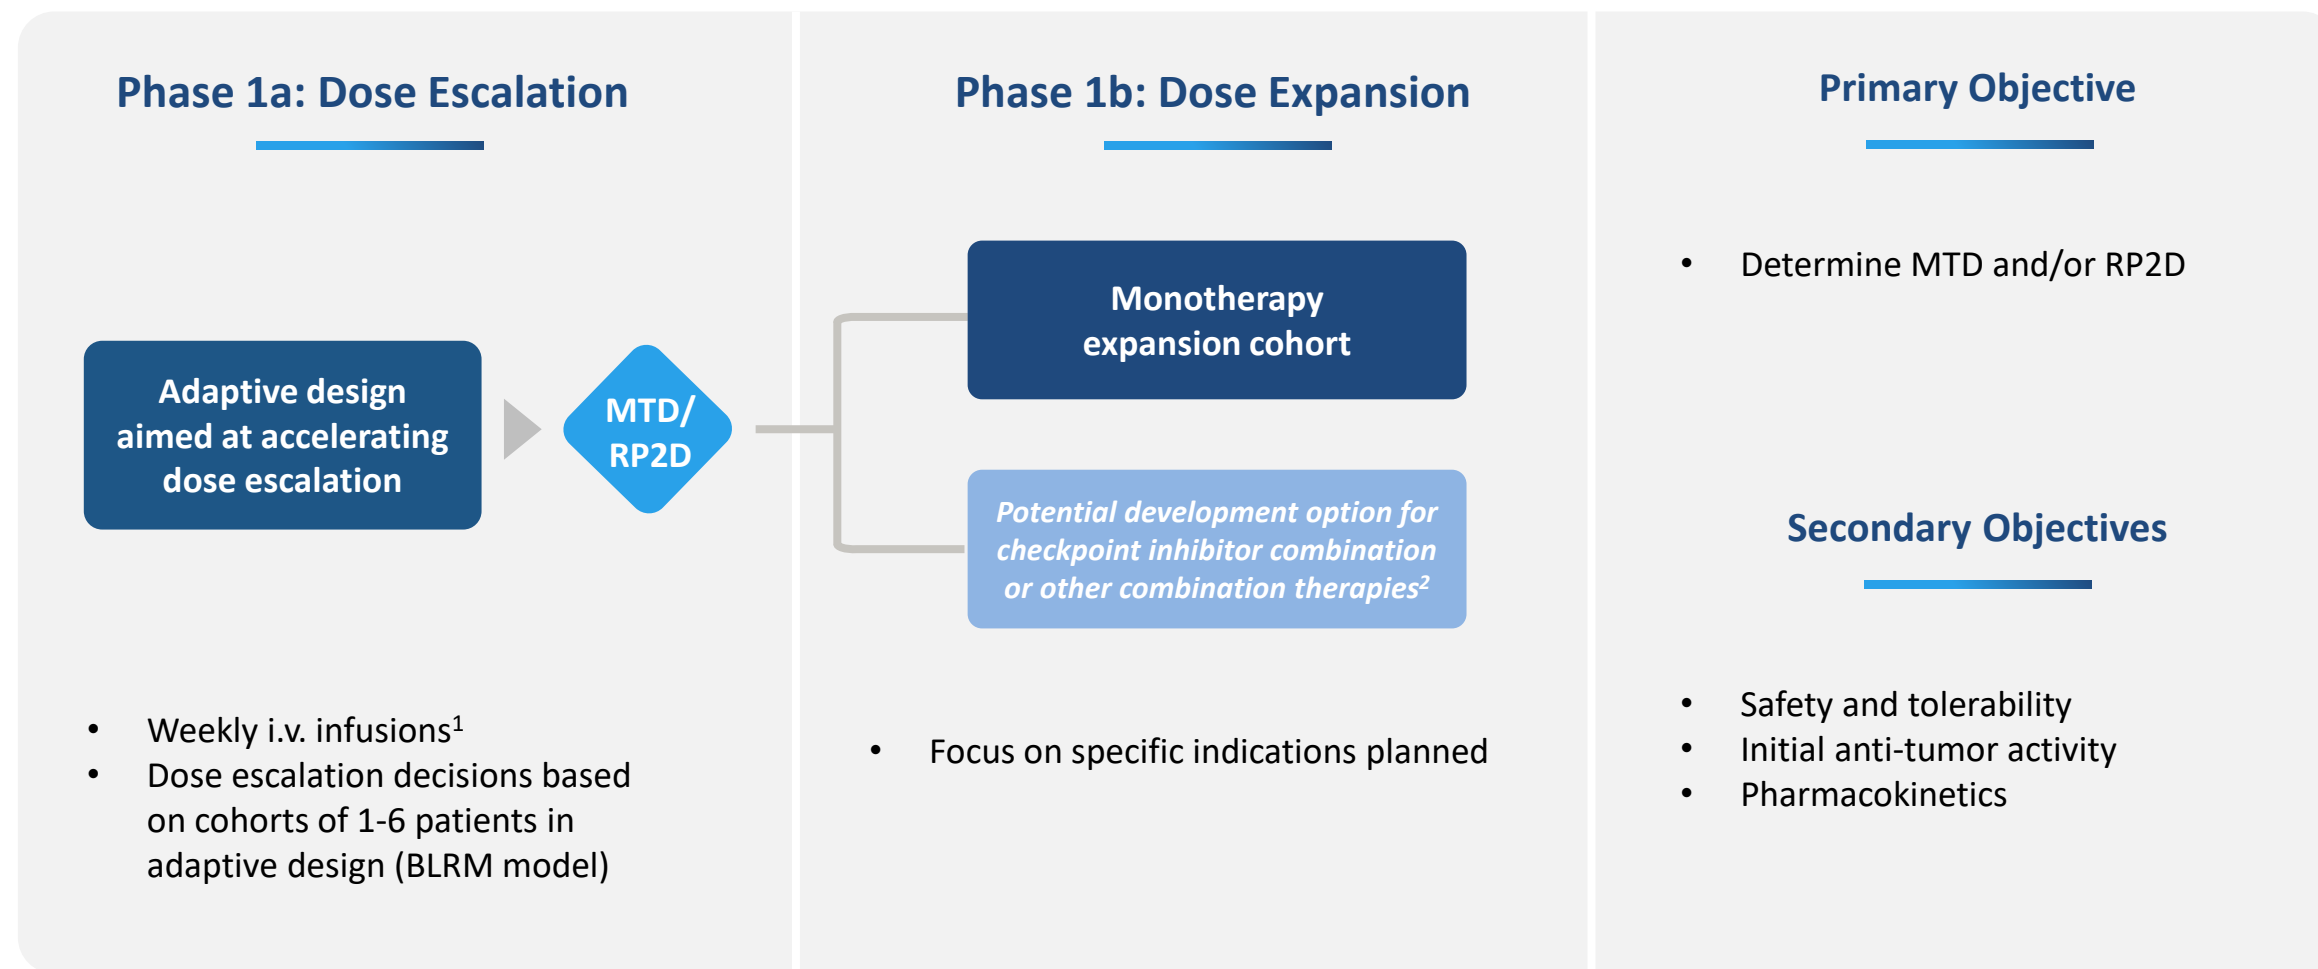 Phase 1a: Dose Escalation
Adaptive design
aimed at accelerating
dose escalation
MTD/
RP2D
• Weekly i.v. infusions¹
• Dose escalation decisions based
on cohorts of 1-6 patients in
adaptive design (BLRM model)
Phase 1b: Dose Expansion
Monotherapy
expansion cohort
Potential development option for
checkpoint inhibitor combination
or other combination therapies²
• Focus on specific indications planned
Primary Objective
• Determine MTD and/or RP2D
Secondary Objectives
• Safety and tolerability
• Initial anti-tumor activity
• Pharmacokinetics